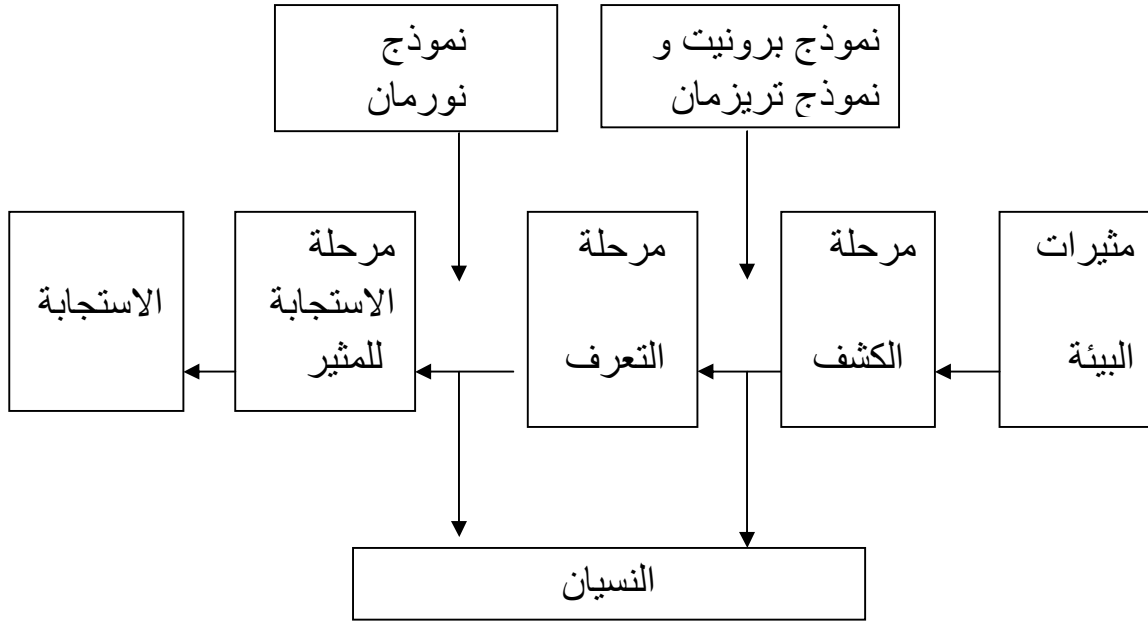 نموذج برونيت و
نموذج تريزمان
نموذج
نورمان
مثيرات
البيئة
مرحلة
الكشف
مرحلة
التعرف
مرحلة
الاستجابة
للمثير
الاستجابة
النسيان